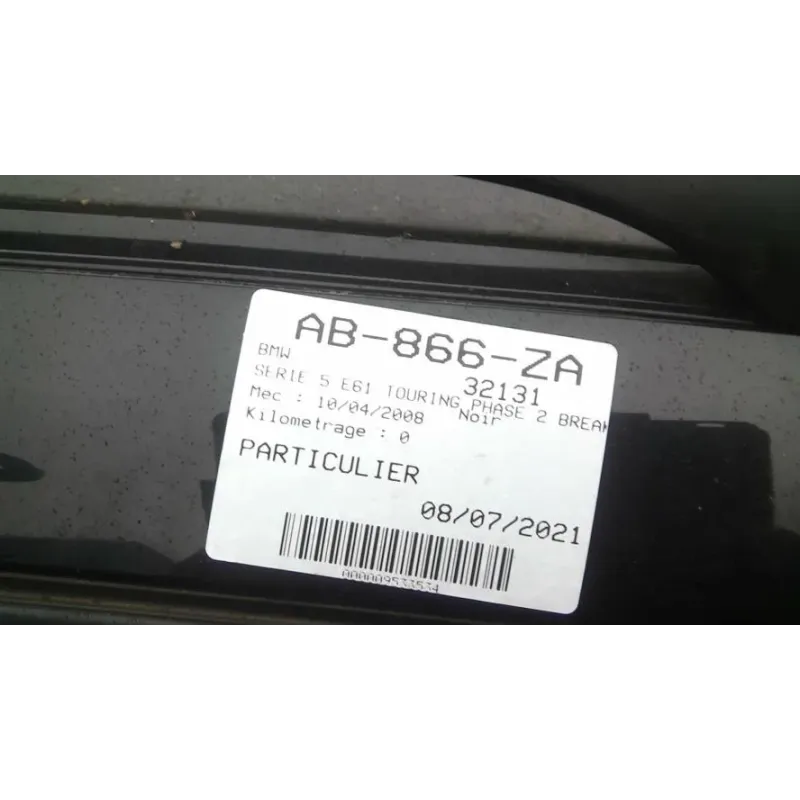 AB-866-ZA
BMW
32131
SERIE 5 E61 TOURING PHASE 2 BREAK
Mec : 10/04/2008 Noir
Kilometrage : 0
PARTICULIER
08/07/2021
AAAAA9533534